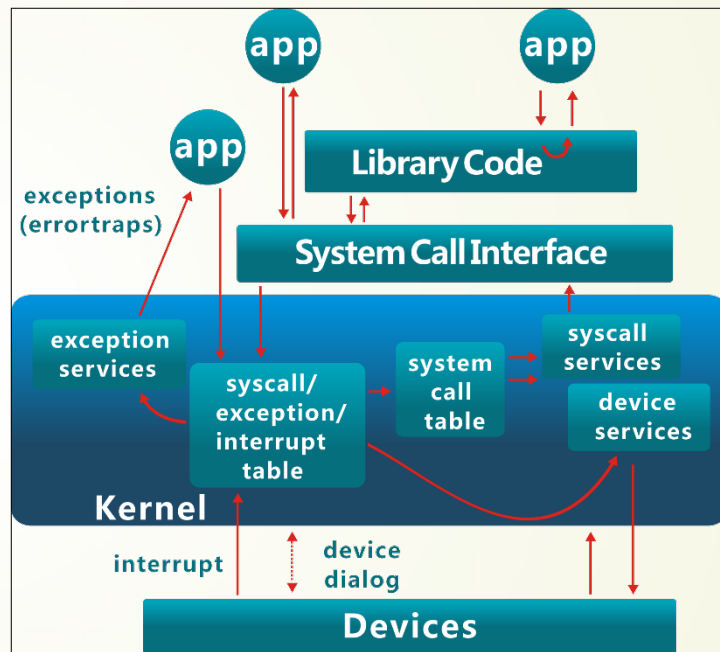 app
app
app
Library Code
exceptions
(errortraps)
System Call Interface
exception
services
syscall/
exception/
interrupt
table
system
call
table
syscall
services
device
services
Kernel
interrupt
device
dialog
Devices